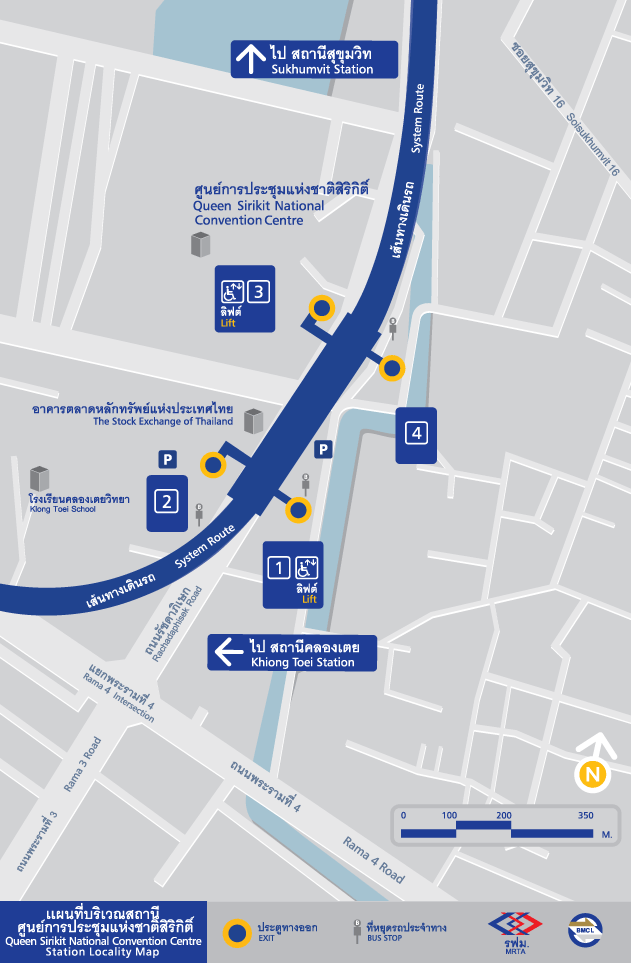 ไป สถานีสุขุมวิท
Sukhumvit Station
ซอยสุขุมวิท 16 Soisukhumvit 16
System Route
เส้นทางเดินรถ
ศูนย์การประชุมแห่งชาติสิริกิติ์
Queen Sirikit National
Convention Centre
3
ลิฟต์
Lift
B
อาคารตลาดหลักทรัพย์แห่งประเทศไทย
The Stock Exchange of Thailand
4
P
P
โรงเรียนคลองเตยวิทยา
Klong Toei School
2
B
B
1
ลิฟต์
Lift
เส้นทางเดินรถ System Route
ถนนรัชดาภิเษก
Rachadaphisek Road
ไป สถานีคลองเตย
Khlong Toei Station
แยกพระรามที่ 4
Rama 4 Intersection
ถนนพระรามที่ 3 Rama 3 Road
ถนนพระรามที่ 4 Rama 4 Road
N
0 100 200 350
M.
แผนที่บริเวณสถานี
ศูนย์การประชุมแห่งชาติสิริกิติ์
Queen Sirikit National Convention Centre
Station Locality Map
ประตูทางออก
EXIT
B
ที่หยุดรถประจำทาง
BUS STOP
รฟม.
MRTA
BMCL